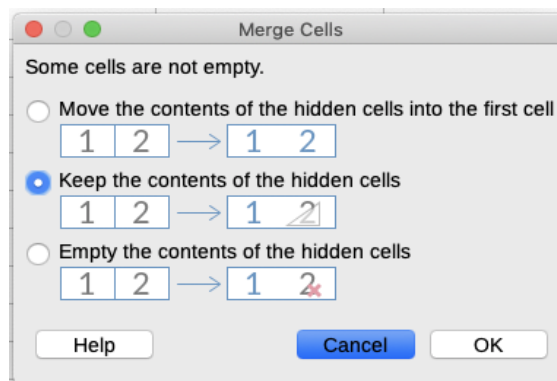 Merge Cells
Some cells are not empty.
Move the contents of the hidden cells into the first cell
1 2 → 1 2
Keep the contents of the hidden cells
1 2 → 1 2
Empty the contents of the hidden cells
1 2 → 1 2
Help Cancel OK